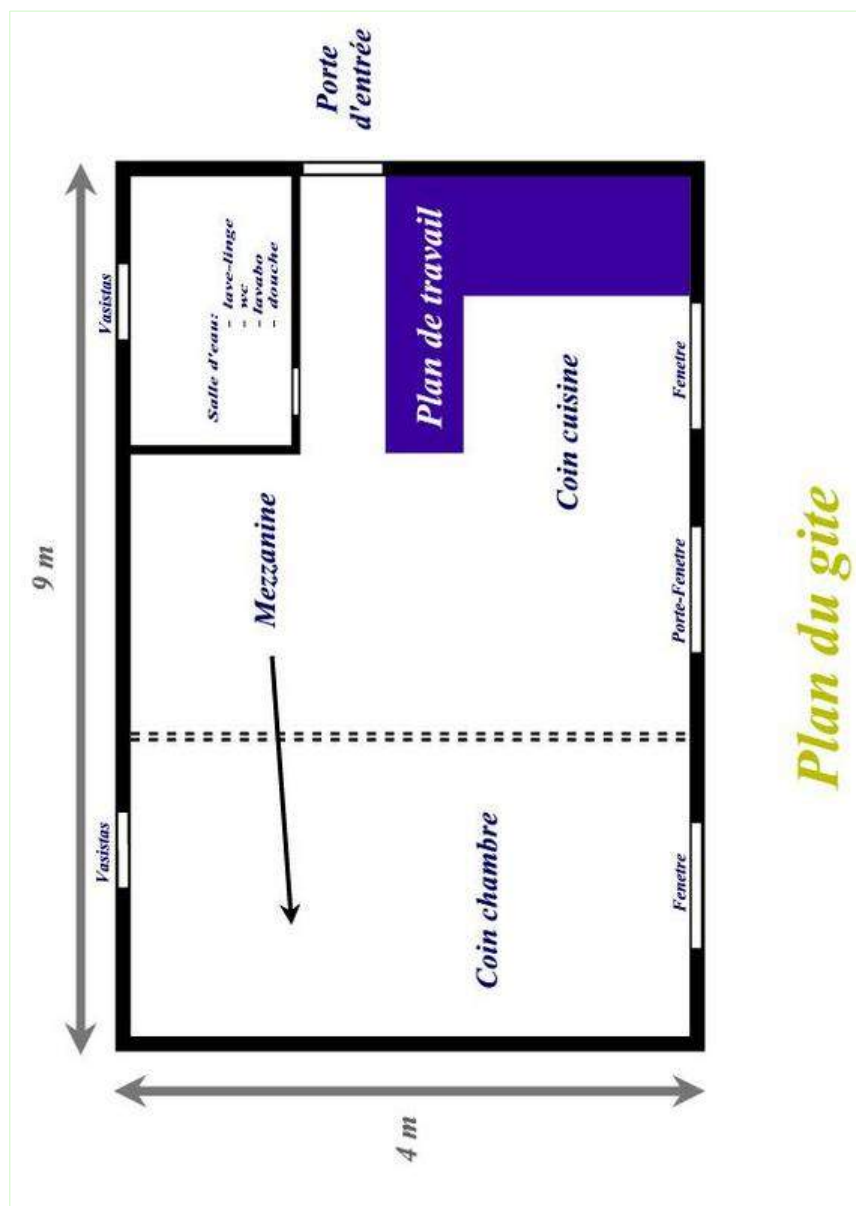 9 m
Vasistas
Vasistas
Salle d'eau:
- lave-linge
- wc
- lavabo
- douche
Porte
d'entrée
Mezzanine
Plan de travail
Coin chambre
Coin cuisine
Fenetre
Porte-Fenetre
Fenetre
4 m
Plan du gite